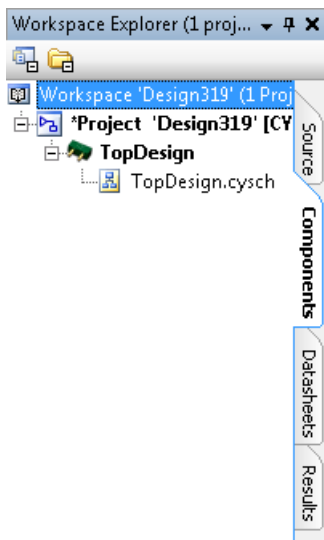 Workspace Explorer (1 proj...
Workspace 'Design319' (1 Proj
*Project 'Design319' [CY
TopDesign
TopDesign.cysch
Source
Components
Datasheets
Results